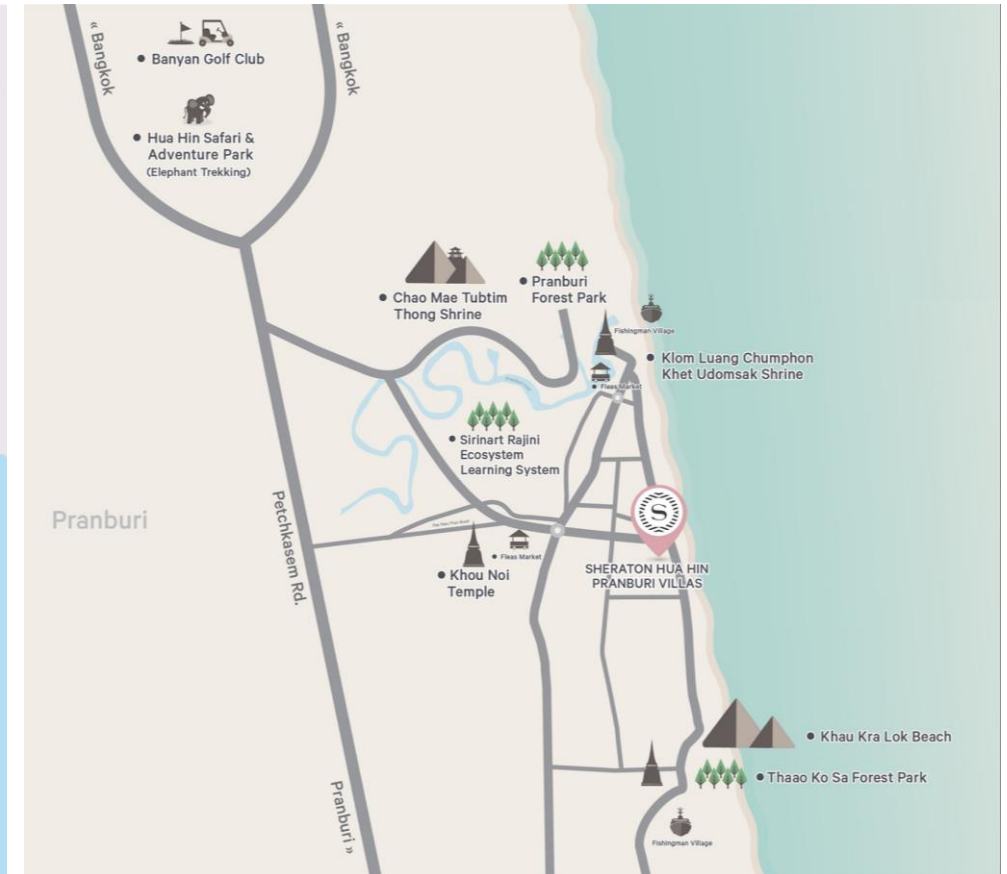 « Bangkok
« Bangkok
Banyan Golf Club
Hua Hin Safari &
Adventure Park
(Elephant Trekking)
Chao Mae Tubtim
Thong Shrine
Pranburi
Forest Park
Fishingman Village
Klom Luang Chumphon
Khet Udomsak Shrine
Fleas Market
Sirinart Rajini
Ecosystem
Learning System
Petchkasem Rd.
Pranburi
S
Fleas Market
Khou Noi
Temple
SHERATON HUA HIN
PRANBURI VILLAS
Khau Kra Lok Beach
Thaao Ko Sa Forest Park
Pranburi »
Fishingman Village